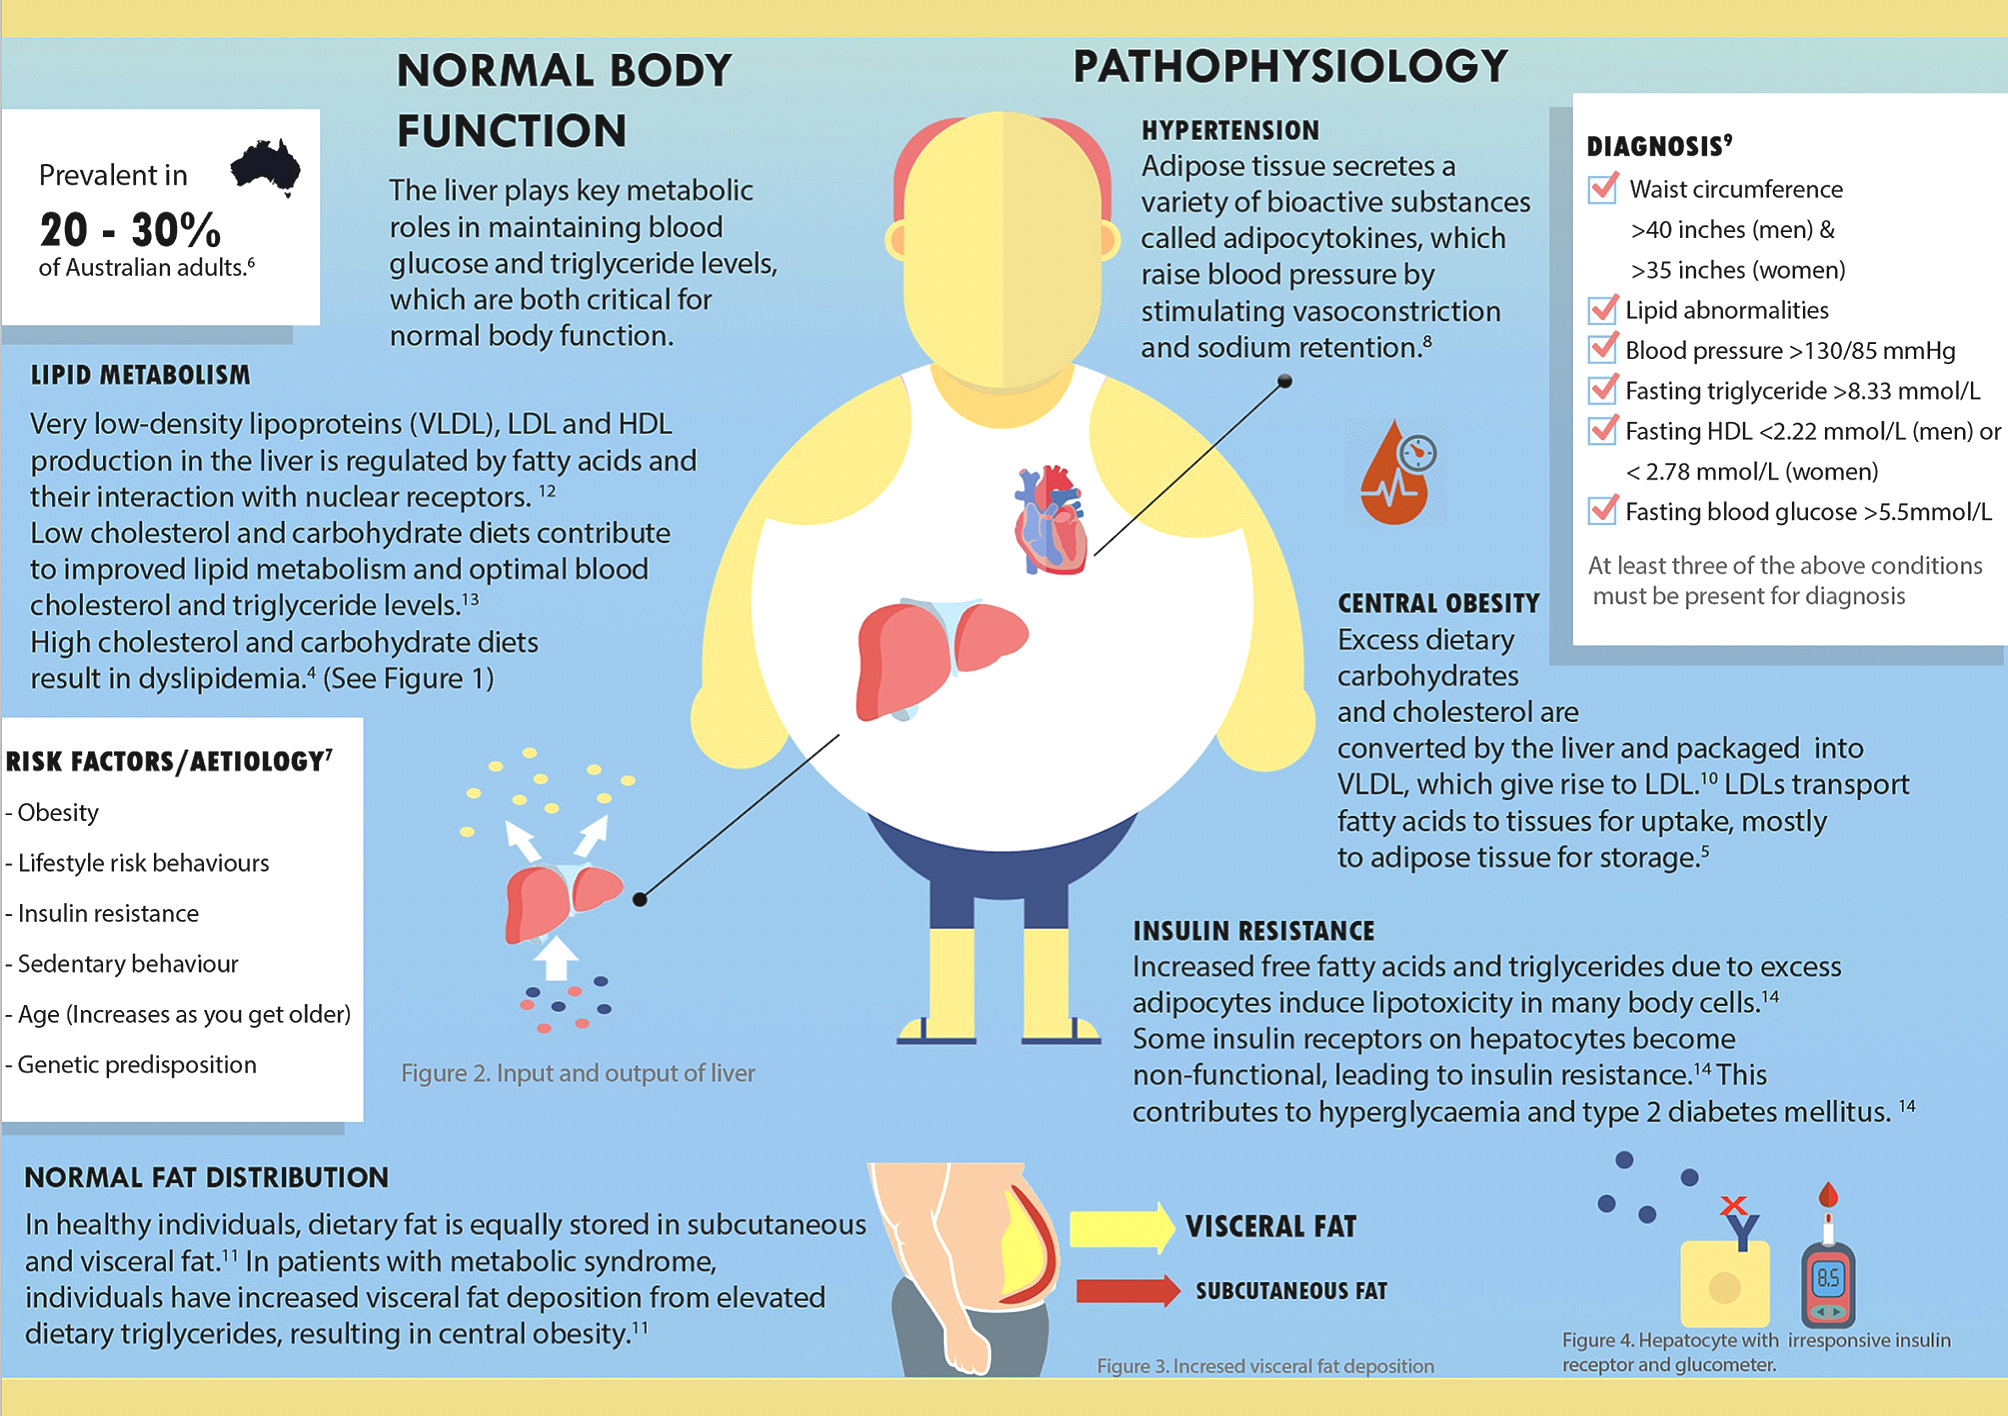 NORMAL BODY
FUNCTION
The liver plays key metabolic
roles in maintaining blood
glucose and triglyceride levels,
which are both critical for
normal body function.
Prevalent in
20 - 30%
of Australian adults.⁶
LIPID METABOLISM
Very low-density lipoproteins (VLDL), LDL and HDL
production in the liver is regulated by fatty acids and
their interaction with nuclear receptors. ¹²
Low cholesterol and carbohydrate diets contribute
to improved lipid metabolism and optimal blood
cholesterol and triglyceride levels.¹³
High cholesterol and carbohydrate diets
result in dyslipidemia.⁴ (See Figure 1)
RISK FACTORS/AETIOLOGY⁷
- Obesity
- Lifestyle risk behaviours
- Insulin resistance
- Sedentary behaviour
- Age (Increases as you get older)
- Genetic predisposition
Figure 2. Input and output of liver
NORMAL FAT DISTRIBUTION
In healthy individuals, dietary fat is equally stored in subcutaneous
and visceral fat.¹¹ In patients with metabolic syndrome,
individuals have increased visceral fat deposition from elevated
dietary triglycerides, resulting in central obesity.¹¹
PATHOPHYSIOLOGY
HYPERTENSION
Adipose tissue secretes a
variety of bioactive substances
called adipocytokines, which
raise blood pressure by
stimulating vasoconstriction
and sodium retention.⁸
DIAGNOSIS⁹
Waist circumference
>40 inches (men) &
>35 inches (women)
Lipid abnormalities
Blood pressure >130/85 mmHg
Fasting triglyceride >8.33 mmol/L
Fasting HDL <2.22 mmol/L (men) or
< 2.78 mmol/L (women)
Fasting blood glucose >5.5mmol/L
At least three of the above conditions
must be present for diagnosis
CENTRAL OBESITY
Excess dietary
carbohydrates
and cholesterol are
converted by the liver and packaged into
VLDL, which give rise to LDL.¹⁰ LDLs transport
fatty acids to tissues for uptake, mostly
to adipose tissue for storage.⁵
INSULIN RESISTANCE
Increased free fatty acids and triglycerides due to excess
adipocytes induce lipotoxicity in many body cells.¹⁴
Some insulin receptors on hepatocytes become
non-functional, leading to insulin resistance.¹⁴ This
contributes to hyperglycaemia and type 2 diabetes mellitus. ¹⁴
VISCERAL FAT
SUBCUTANEOUS FAT
Figure 3. Incresed visceral fat deposition
8.5
Figure 4. Hepatocyte with irresponsive insulin
receptor and glucometer.